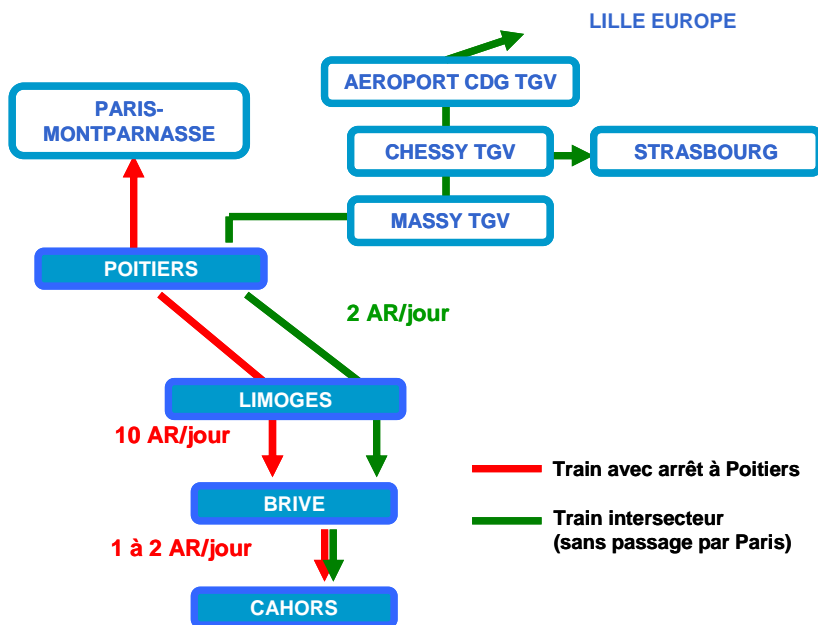 LILLE EUROPE
AEROPORT CDG TGV
PARIS-
MONTPARNASSE
CHESSY TGV
STRASBOURG
MASSY TGV
POITIERS
2 AR/jour
LIMOGES
10 AR/jour
Train avec arrêt à Poitiers
BRIVE
Train intersecteur
(sans passage par Paris)
1 à 2 AR/jour
CAHORS